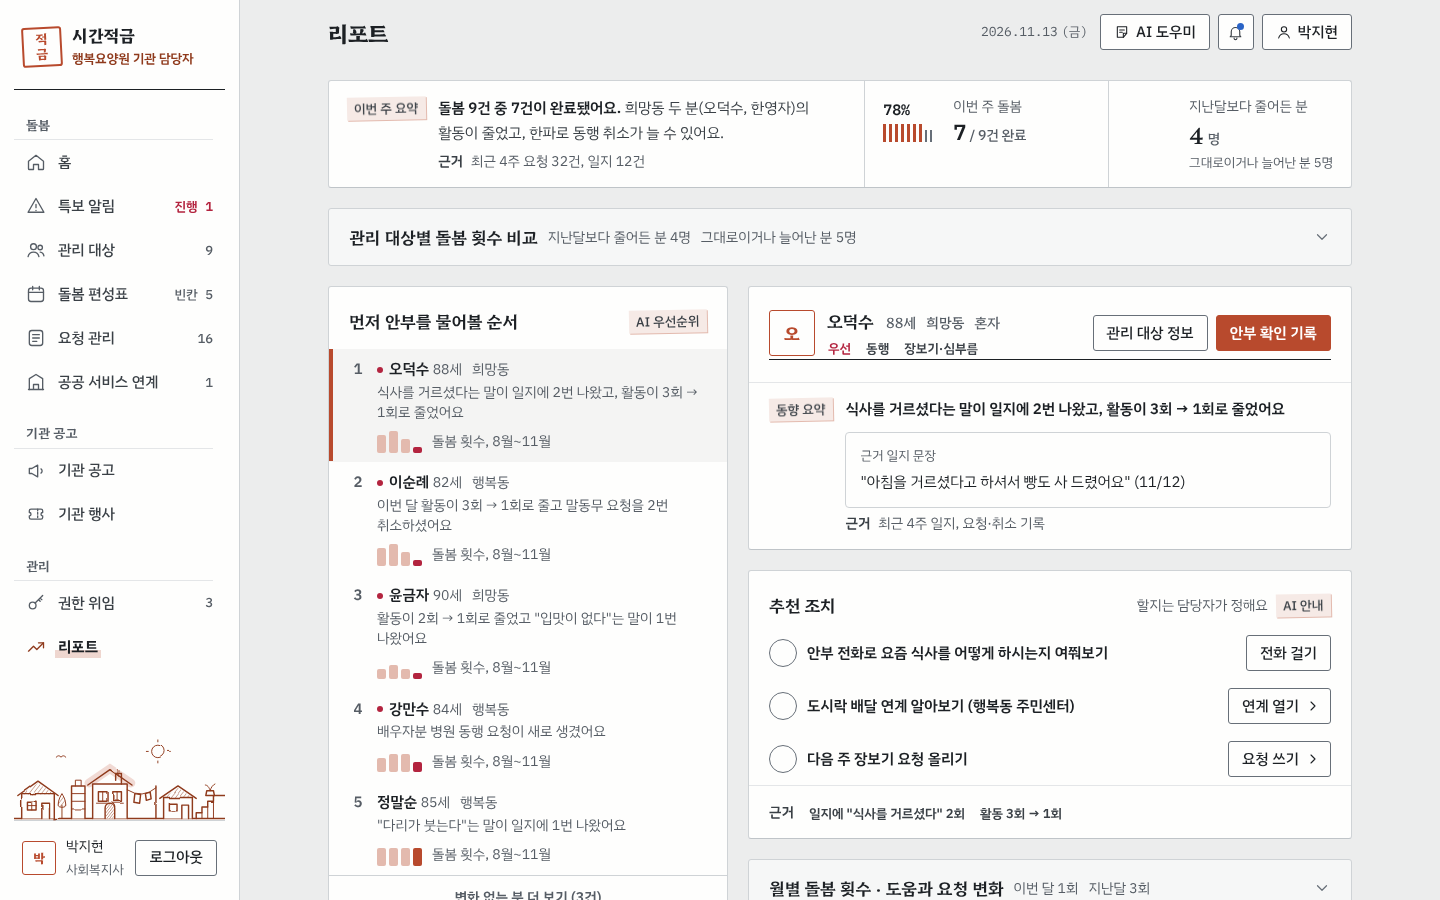 적금
시간적금
행복요양원 기관 담당자
돌봄
홈
특보 알림 진행 1
관리 대상 9
돌봄 편성표 빈칸 5
요청 관리 16
공공 서비스 연계 1
기관 공고
기관 공고
기관 행사
관리
권한 위임 3
리포트
박
박지현
사회복지사
로그아웃
리포트
2026.11.13 (금)
AI 도우미
박지현
이번 주 요약
돌봄 9건 중 7건이 완료됐어요. 희망동 두 분(오덕수, 한영자)의
활동이 줄었고, 한파로 동행 취소가 늘 수 있어요.
근거 최근 4주 요청 32건, 일지 12건
78%
이번 주 돌봄
7 / 9건 완료
지난달보다 줄어든 분
4 명
그대로이거나 늘어난 분 5명
관리 대상별 돌봄 횟수 비교 지난달보다 줄어든 분 4명 그대로이거나 늘어난 분 5명
먼저 안부를 물어볼 순서
AI 우선순위
1 오덕수 88세 희망동
식사를 거르셨다는 말이 일지에 2번 나왔고, 활동이 3회 →
1회로 줄었어요
돌봄 횟수, 8월~11월
2 이순례 82세 행복동
이번 달 활동이 3회 → 1회로 줄고 말동무 요청을 2번
취소하셨어요
돌봄 횟수, 8월~11월
3 윤금자 90세 희망동
활동이 2회 → 1회로 줄었고 "입맛이 없다"는 말이 1번
나왔어요
돌봄 횟수, 8월~11월
4 강만수 84세 행복동
배우자분 병원 동행 요청이 새로 생겼어요
돌봄 횟수, 8월~11월
5 정말순 85세 행복동
"다리가 붓는다"는 말이 일지에 1번 나왔어요
돌봄 횟수, 8월~11월
변화 없는 분 더 보기 (3건)
오
오덕수 88세 희망동 혼자
우선 동행 장보기·심부름
관리 대상 정보
안부 확인 기록
동향 요약
식사를 거르셨다는 말이 일지에 2번 나왔고, 활동이 3회 → 1회로 줄었어요
근거 일지 문장
"아침을 거르셨다고 하셔서 빵도 사 드렸어요" (11/12)
근거 최근 4주 일지, 요청·취소 기록
추천 조치
할지는 담당자가 정해요
AI 안내
안부 전화로 요즘 식사를 어떻게 하시는지 여쭤보기
전화 걸기
도시락 배달 연계 알아보기 (행복동 주민센터)
연계 열기
다음 주 장보기 요청 올리기
요청 쓰기
근거 일지에 "식사를 거르셨다" 2회 활동 3회 → 1회
월별 돌봄 횟수 · 도움과 요청 변화 이번 달 1회 지난달 3회